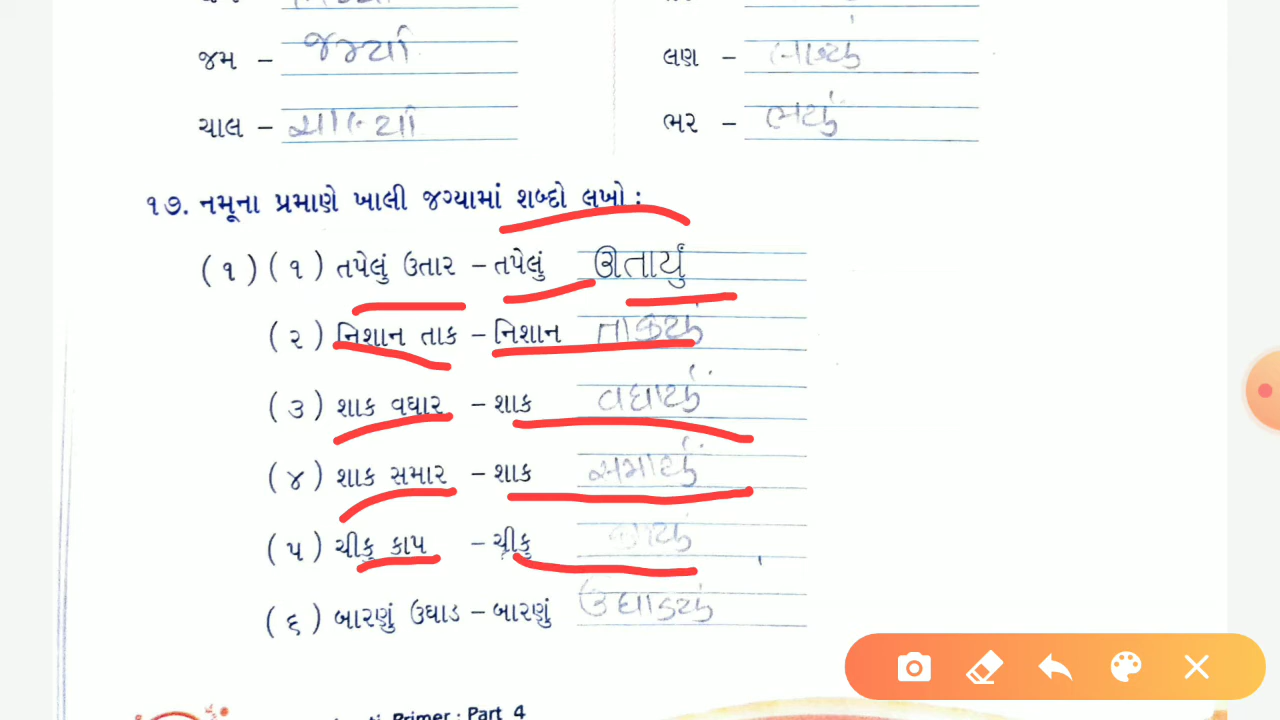 જમ – જમ્યાં
લણ –
ચાલ – ચાલ્યાં
ભર – ભર્યું
૧૭. નમૂના પ્રમાણે ખાલી જગ્યામાં શબ્દો લખો :
(૧) (૧) તપેલું ઉતાર – તપેલું ઊતાર્યું
(૨) નિશાન તાક – નિશાન તાક્યું
(૩) શાક વઘાર – શાક વઘાર્યું
(૪) શાક સમાર – શાક સમાર્યું
(૫) ચીકુ કાપ – ચીકુ
(૬) બારણું ઉઘાડ – બારણું ઉઘાડ્યું
Primer : Part 4